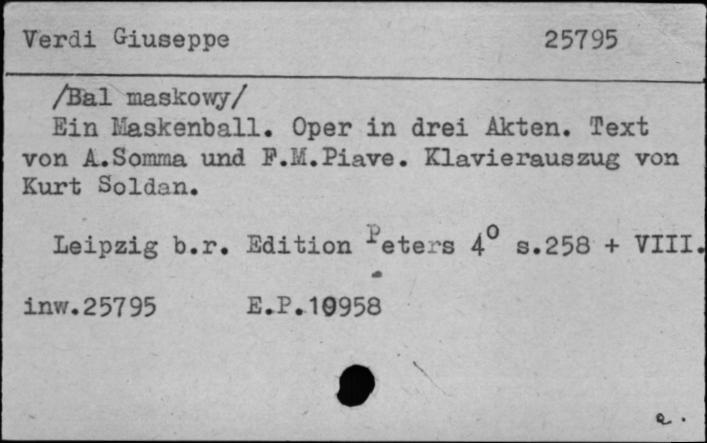 Verdi Giuseppe 25795
/Bal maskowy/
Ein Maskenball. Oper in drei Akten. Text
von A.Somma und F.M.Piave. Klavierauszug von
Kurt Soldan.
Leipzig b.r. Edition Peters 4° s.258 + VIII.
inw.25795 E.P.10958